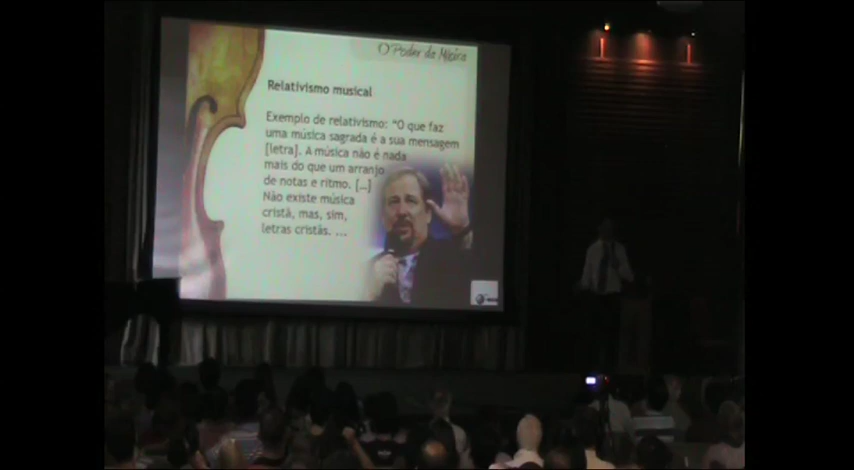 O Poder da Música
Relativismo musical
Exemplo de relativismo: "O que faz
uma música sagrada é a sua mensagem
[letra]. A música não é nada
mais do que um arranjo
de notas e ritmo. [...]
Não existe música
cristã, mas, sim,
letras cristãs. ...